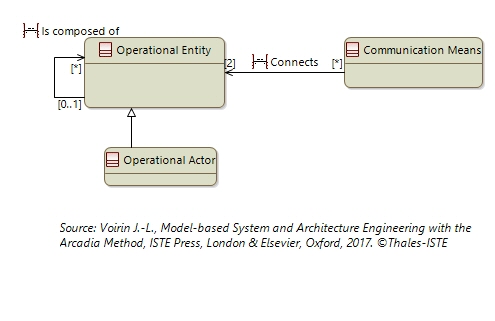 Is composed of
Operational Entity
Communication Means
[*]
[2]
Connects
[*]
[0..1]
Operational Actor
Source: Voirin J.-L., Model-based System and Architecture Engineering with the
Arcadia Method, ISTE Press, London & Elsevier, Oxford, 2017. ©Thales-ISTE